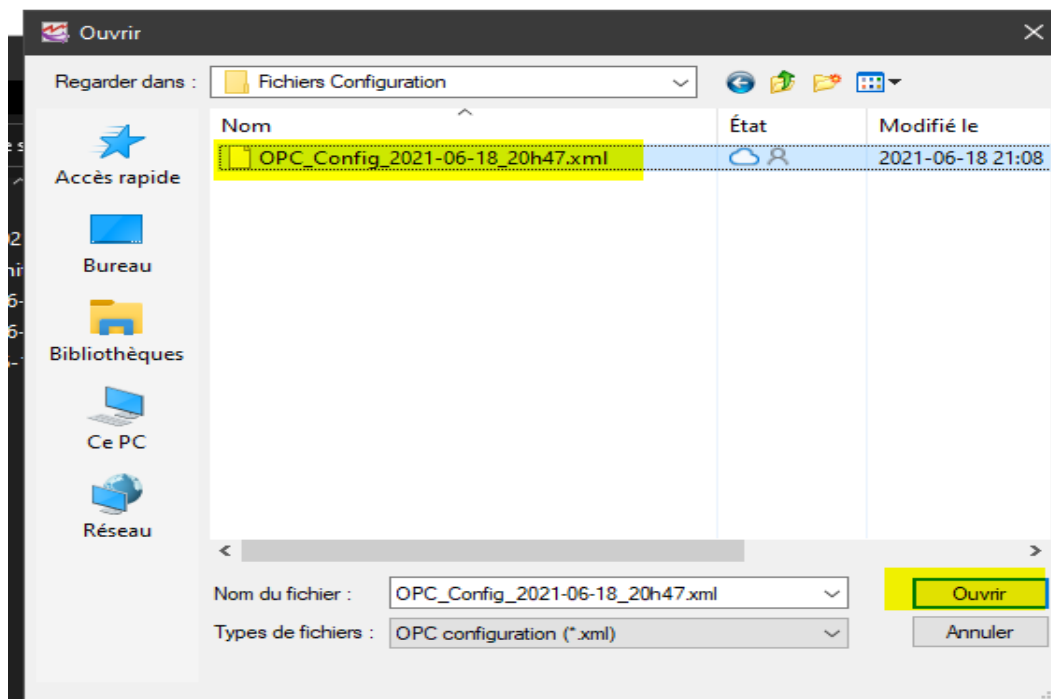 Ouvrir
Regarder dans :
Fichiers Configuration
Nom
État
Modifié le
OPC_Config_2021-06-18_20h47.xml
2021-06-18 21:08
Accès rapide
Bureau
Bibliothèques
Ce PC
Réseau
Nom du fichier :
OPC_Config_2021-06-18_20h47.xml
Ouvrir
Types de fichiers :
OPC configuration (*.xml)
Annuler